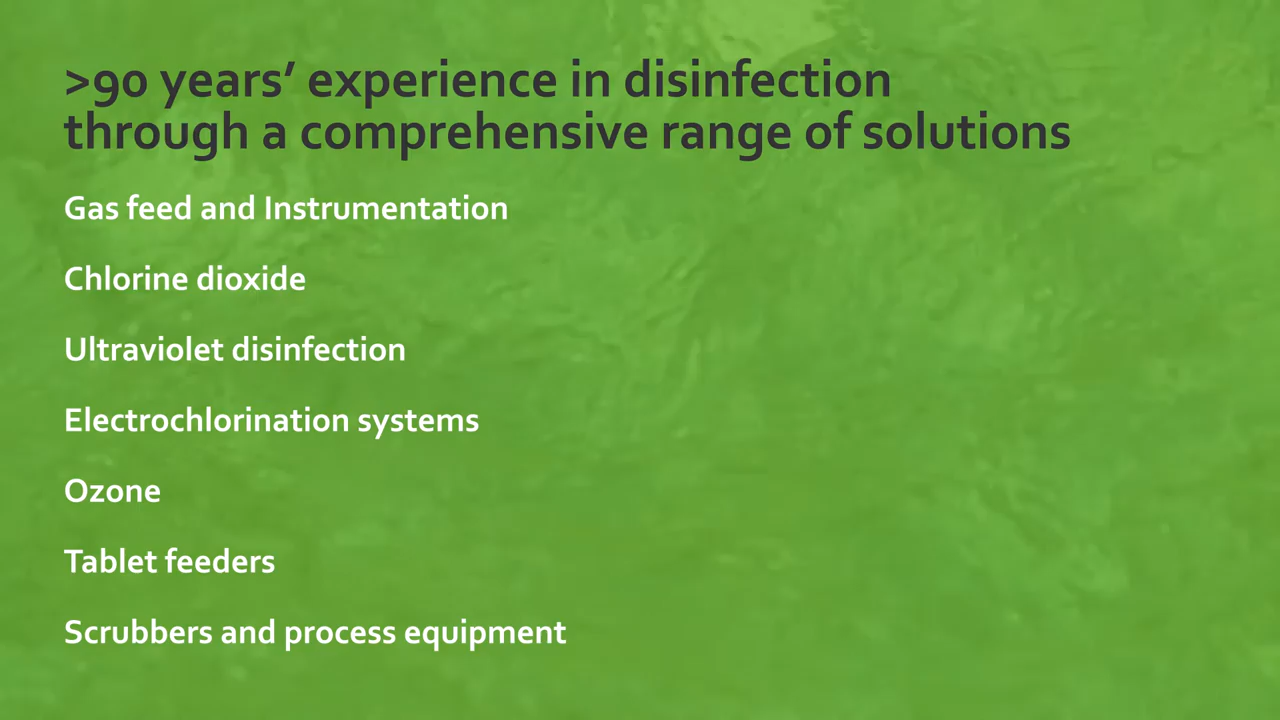 >90 years’ experience in disinfection
through a comprehensive range of solutions
Gas feed and Instrumentation
Chlorine dioxide
Ultraviolet disinfection
Electrochlorination systems
Ozone
Tablet feeders
Scrubbers and process equipment